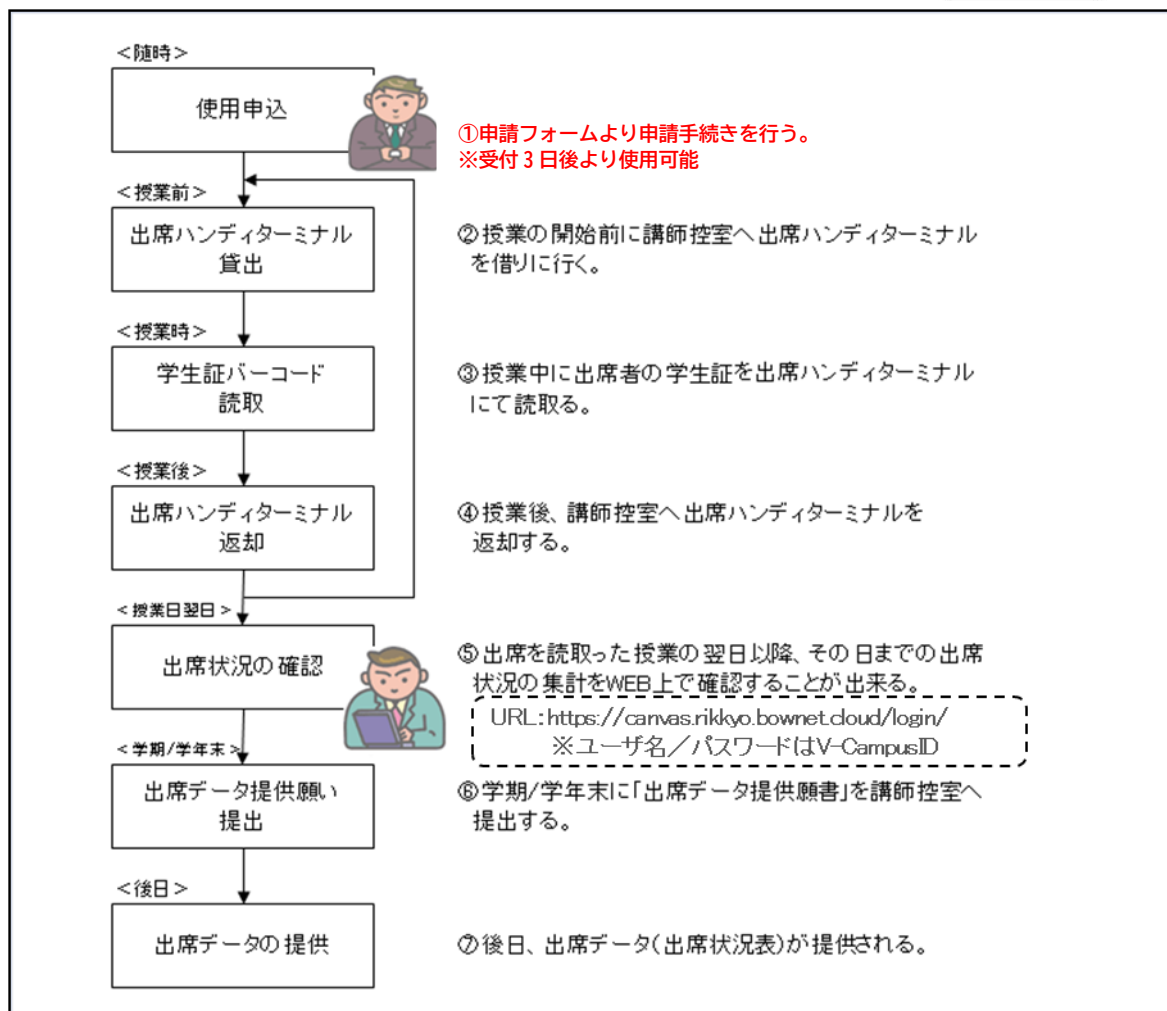 <随時>
使用申込
①申請フォームより申請手続きを行う。
※受付3日後より使用可能
<授業前>
出席ハンディターミナル
貸出
②授業の開始前に講師控室へ出席ハンディターミナル
を借りに行く。
<授業時>
学生証バーコード
読取
③授業中に出席者の学生証を出席ハンディターミナル
にて読取る。
<授業後>
出席ハンディターミナル
返却
④授業後、講師控室へ出席ハンディターミナルを
返却する。
<授業日翌日>
出席状況の確認
⑤出席を読取った授業の翌日以降、その日までの出席
状況の集計をWEB上で確認することが出来る。
URL:https://canvas.rikkyo.bownet.cloud/login/
※ユーザ名/パスワードはV-CampusID
<学期/学年末>
出席データ提供願い
提出
⑥学期/学年末に「出席データ提供願書」を講師控室へ
提出する。
<後日>
出席データの提供
⑦後日、出席データ(出席状況表)が提供される。